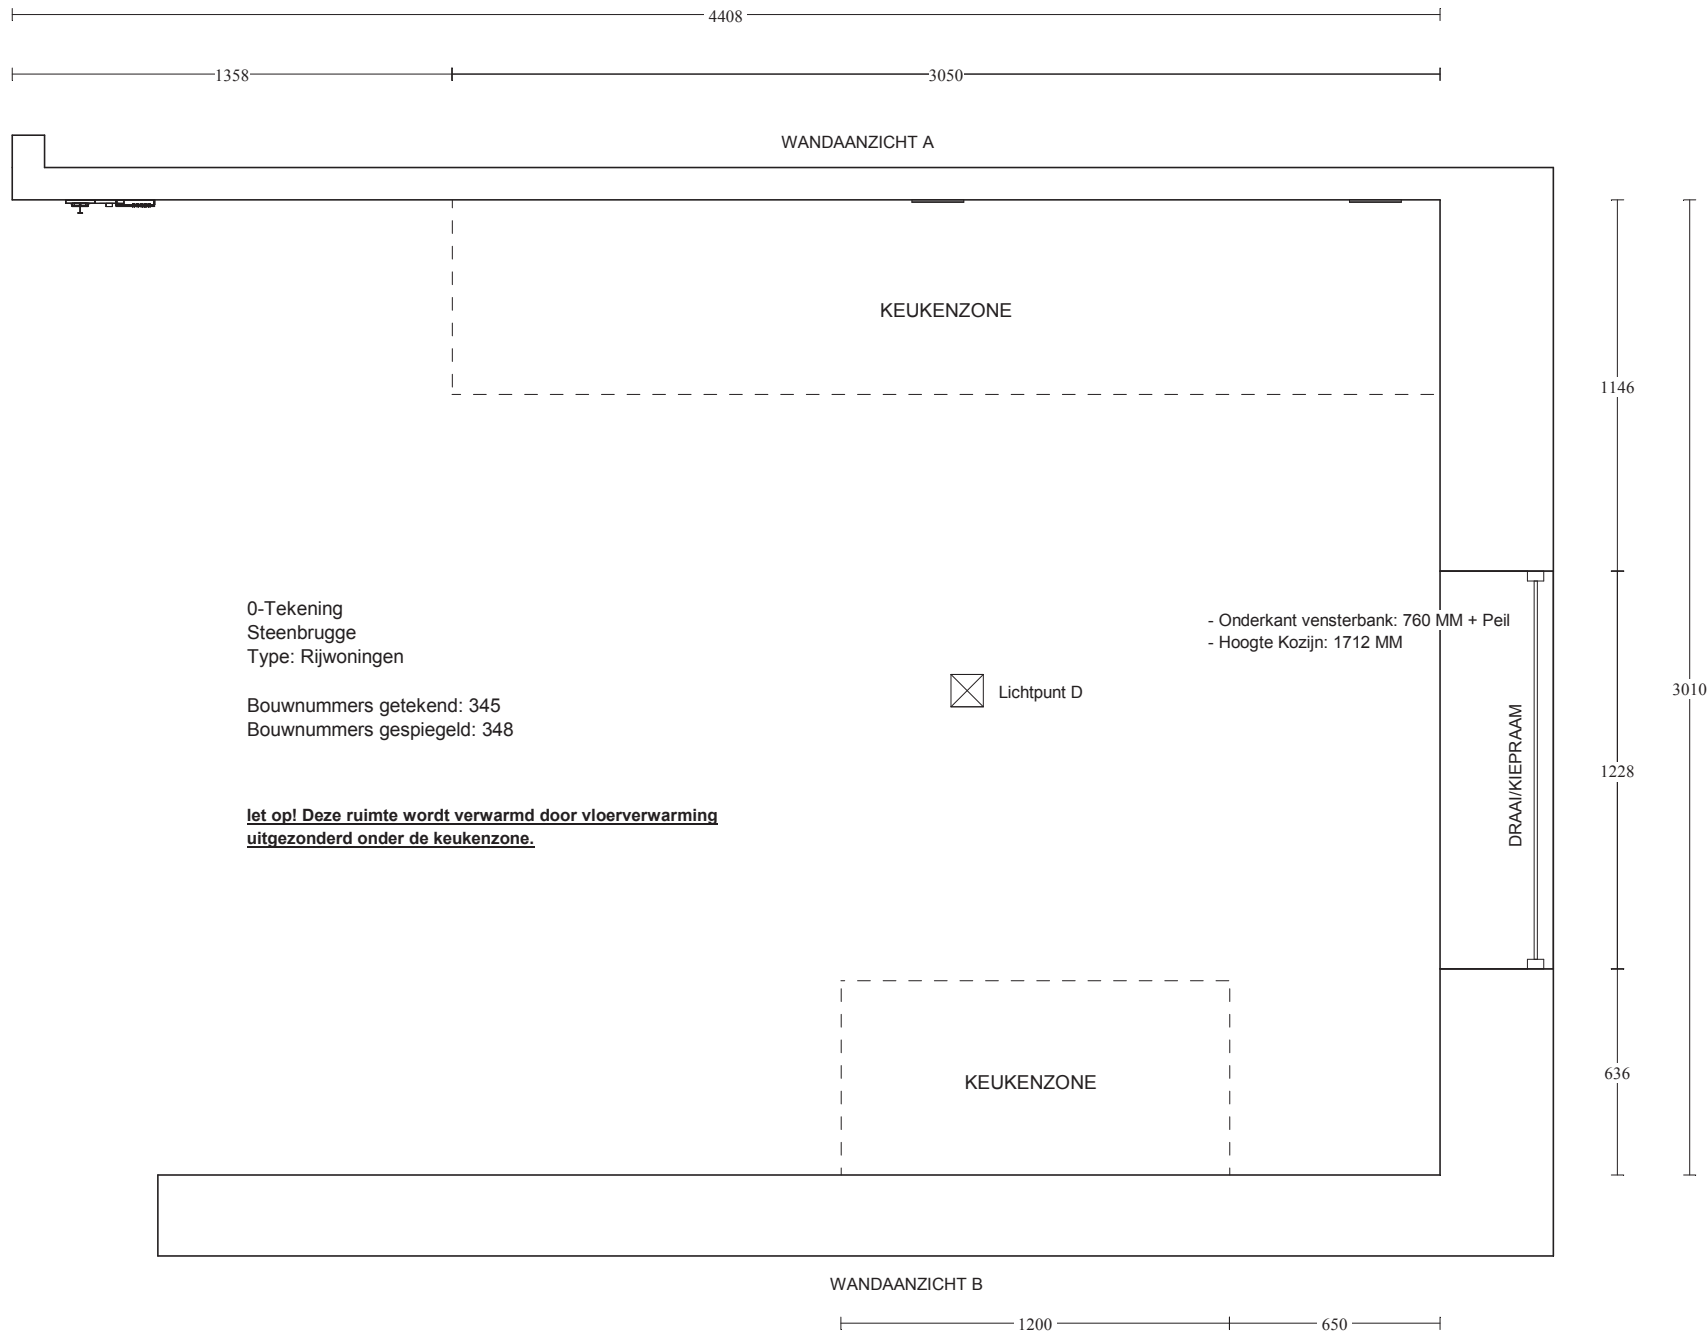 4408
1358
3050
WANDAANZICHT A
KEUKENZONE
1146
0-Tekening
Steenbrugge
Type: Rijwoningen
Bouwnummers getekend: 345
Bouwnummers gespiegeld: 348
let op! Deze ruimte wordt verwarmd door vloerverwarming
uitgezonderd onder de keukenzone.
- Onderkant vensterbank: 760 MM + Peil
- Hoogte Kozijn: 1712 MM
Lichtpunt D
DRAAI/KIEPRAAM
3010
1228
636
KEUKENZONE
WANDAANZICHT B
1200
650